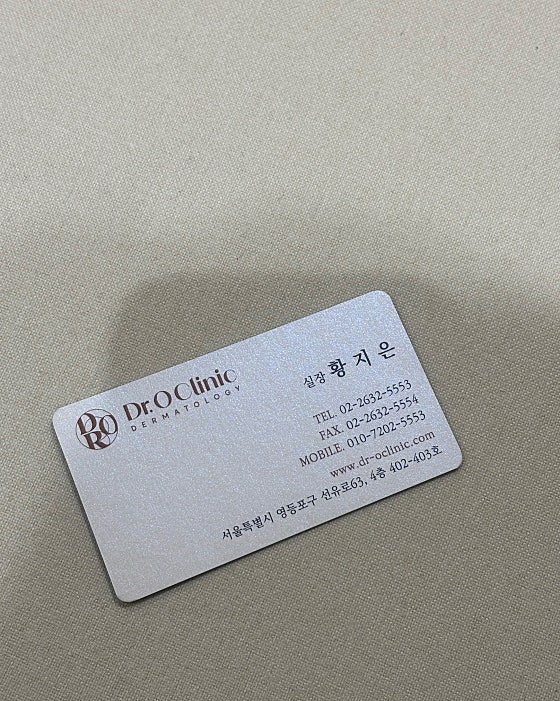 DRO
Dr.O Clinic
DERMATOLOGY
실장 황 지 은
TEL. 02-2632-5553
FAX. 02-2632-5554
MOBILE. 010-7202-5553
www.dr-oclinic.com
서울특별시 영등포구 선유로63, 4층 402-403호